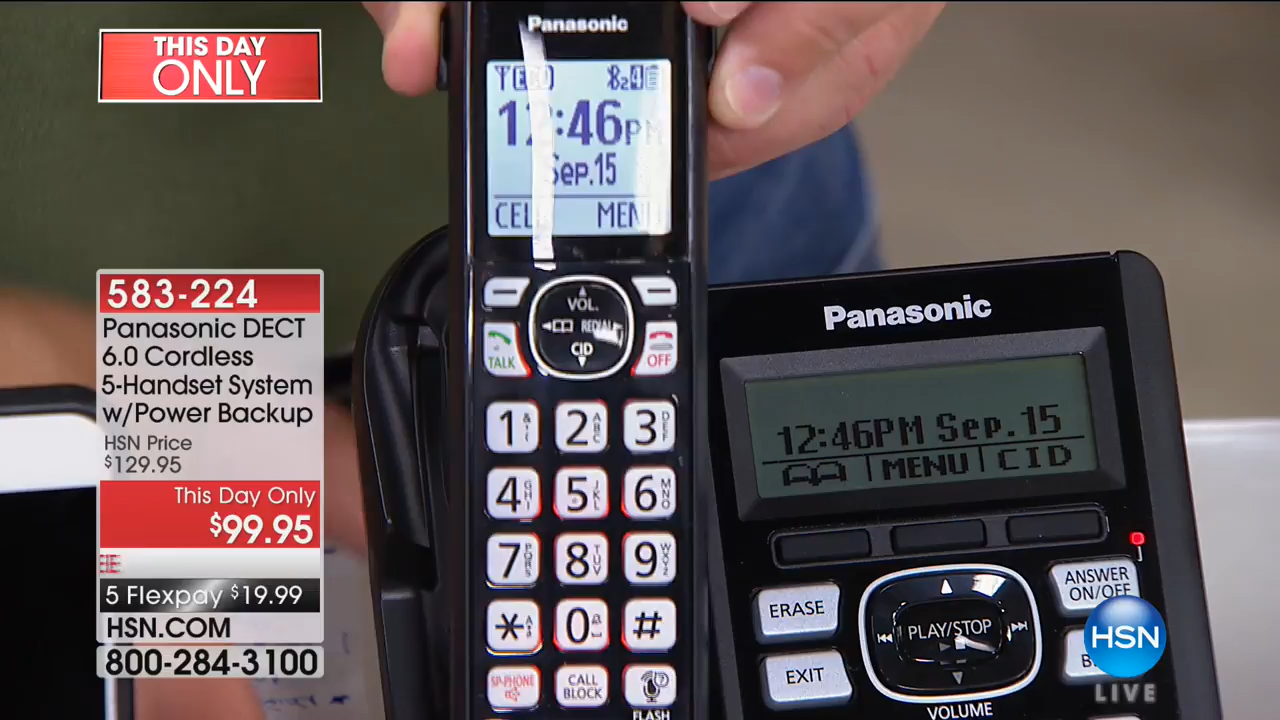 THIS DAY
ONLY
583-224
Panasonic DECT
6.0 Cordless
5-Handset System
w/Power Backup
HSN Price
$129.95
This Day Only
$99.95
5 Flexpay $19.99
HSN.COM
800-284-3100
Panasonic
12:46PM
Sep.15
CELL MENU
VOL.
REDIAL
CID
TALK
OFF
1 2 ABC 3 DEF
4 GHI 5 JKL 6 MNO
7 PQRS 8 TUV 9 WXYZ
* 0 #
SP-PHONE
CALL
BLOCK
FLASH
Panasonic
12:46PM Sep.15
MENU CID
ERASE
PLAY/STOP
ANSWER
ON/OFF
EXIT
VOLUME
HSN
LIVE